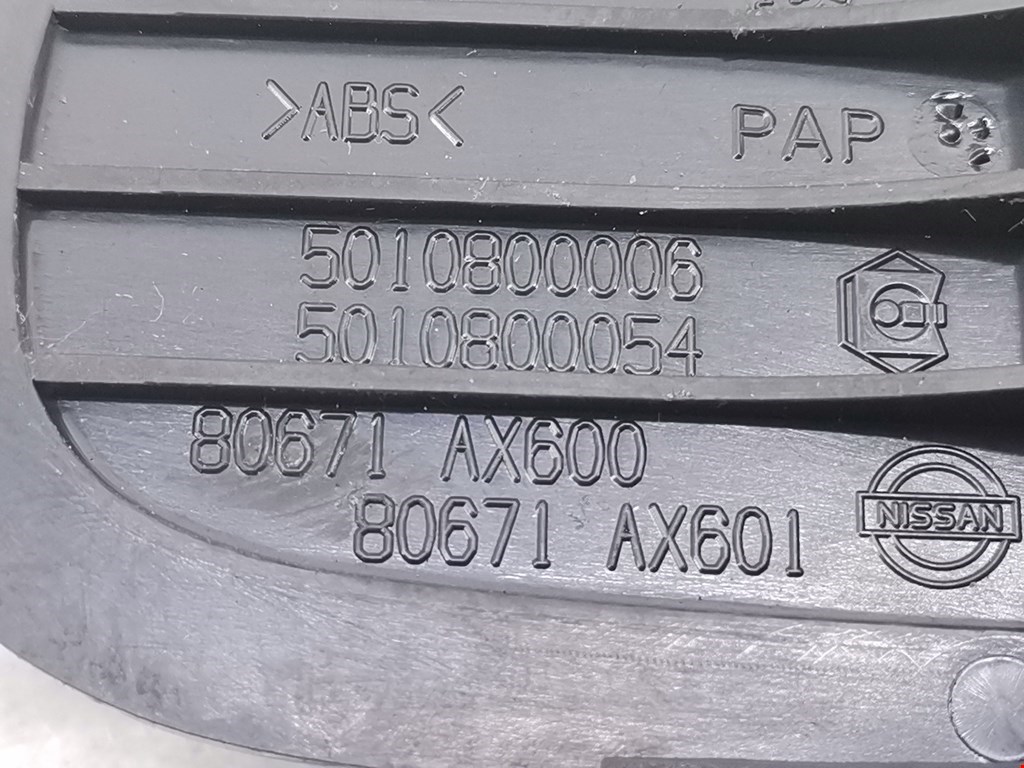 >ABS<
PAP
5010800006
5010800054
80671 AX600
80671 AX601
NISSAN